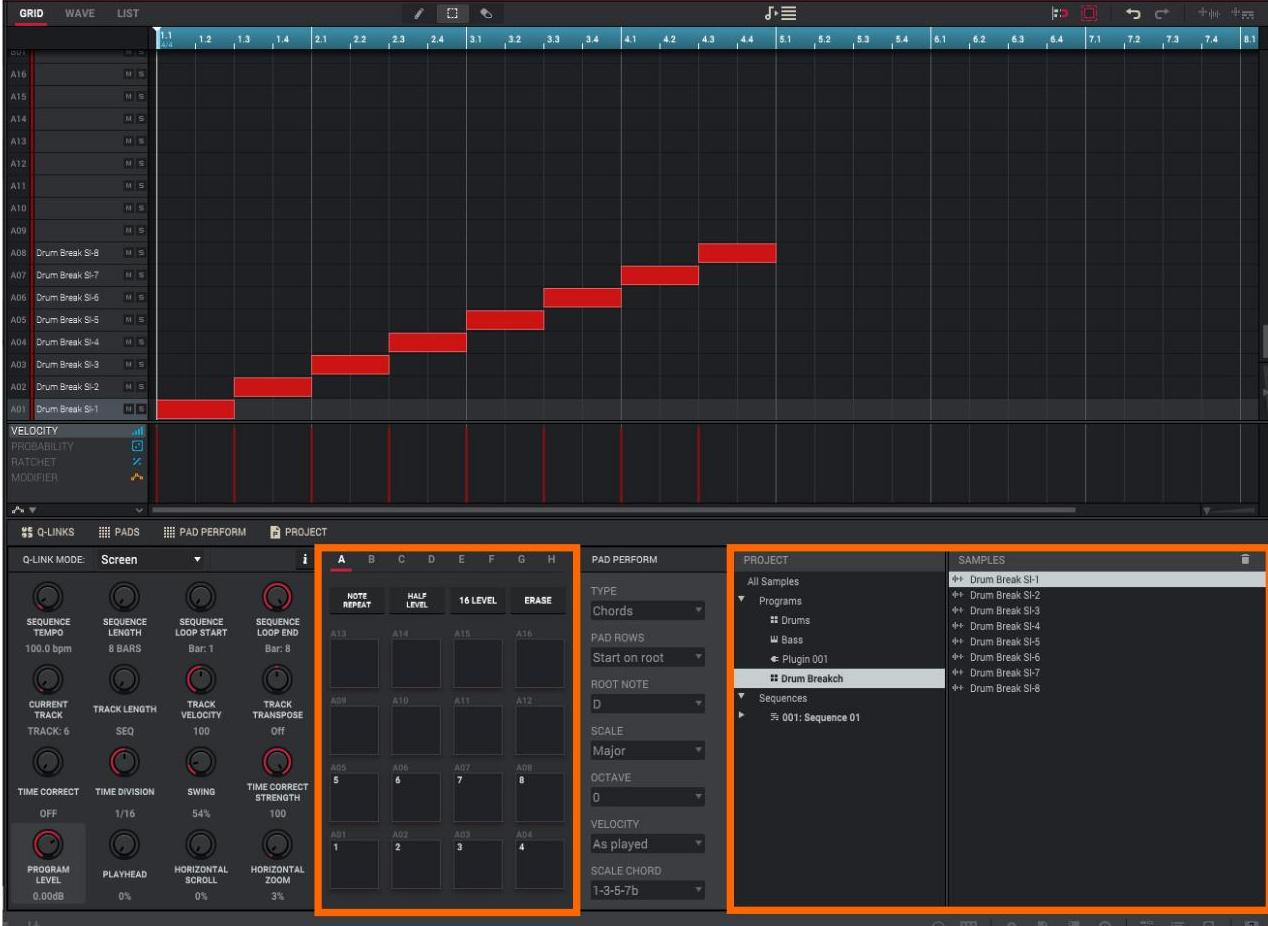 GRID WAVE LIST
1.1 1.2 1.3 1.4 2.1 2.2 2.3 2.4 3.1 3.2 3.3 3.4 4.1 4.2 4.3 4.4 5.1 5.2 5.3 5.4 6.1 6.2 6.3 6.4 7.1 7.2 7.3 7.4 8.1
4/4
M S
A16 M S
A15 M S
A14 M S
A13 M S
A12 M S
A11 M S
A10 M S
A09 M S
A08 Drum Break Sl-8 M S
A07 Drum Break Sl-7 M S
A06 Drum Break Sl-6 M S
A05 Drum Break Sl-5 M S
A04 Drum Break Sl-4 M S
A03 Drum Break Sl-3 M S
A02 Drum Break Sl-2 M S
A01 Drum Break Sl-1 M S
VELOCITY
PROBABILITY
RATCHET
MODIFIER
Q-LINKS PADS PAD PERFORM PROJECT
Q-LINK MODE: Screen i
SEQUENCE TEMPO
100.0 bpm
SEQUENCE LENGTH
8 BARS
SEQUENCE LOOP START
Bar: 1
SEQUENCE LOOP END
Bar: 8
CURRENT TRACK
TRACK: 6
TRACK LENGTH
SEQ
TRACK VELOCITY
100
TRACK TRANSPOSE
Off
TIME CORRECT
OFF
TIME DIVISION
1/16
SWING
54%
TIME CORRECT STRENGTH
100
PROGRAM LEVEL
0.00dB
PLAYHEAD
0%
HORIZONTAL SCROLL
0%
HORIZONTAL ZOOM
3%
A B C D E F G H
NOTE REPEAT
HALF LEVEL
16 LEVEL
ERASE
A13 A14 A15 A16
A09 A10 A11 A12
A05 A06 A07 A08
5 6 7 8
A01 A02 A03 A04
1 2 3 4
PAD PERFORM
TYPE
Chords
PAD ROWS
Start on root
ROOT NOTE
D
SCALE
Major
OCTAVE
0
VELOCITY
As played
SCALE CHORD
1-3-5-7b
PROJECT
All Samples
Programs
Drums
Bass
Plugin 001
Drum Breakch
Sequences
001: Sequence 01
SAMPLES
Drum Break Sl-1
Drum Break Sl-2
Drum Break Sl-3
Drum Break Sl-4
Drum Break Sl-5
Drum Break Sl-6
Drum Break Sl-7
Drum Break Sl-8